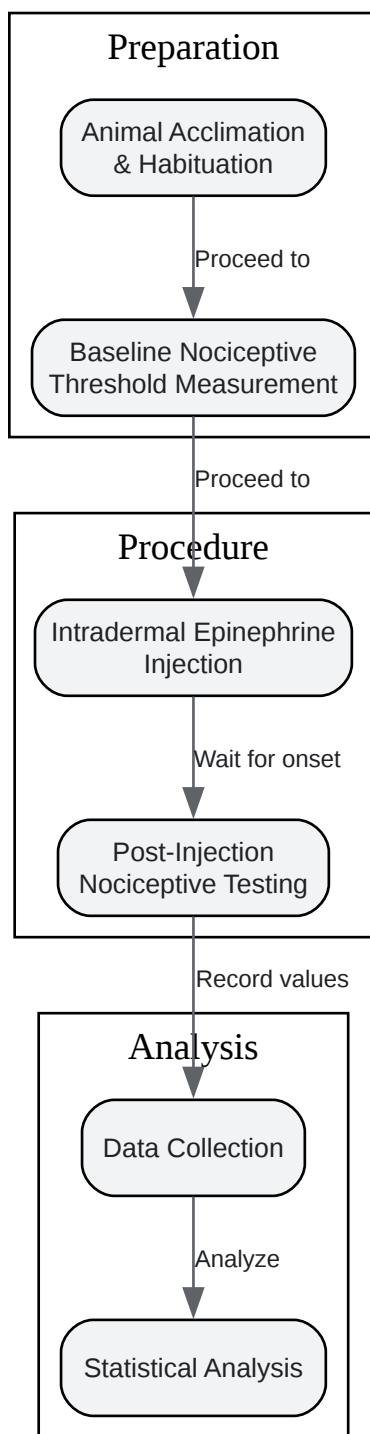 Preparation
Animal Acclimation
& Habituation
Proceed to
Baseline Nociceptive
Threshold Measurement
Proceed to
Procedure
Intradermal Epinephrine
Injection
Wait for onset
Post-Injection
Nociceptive Testing
Record values
Analysis
Data Collection
Analyze
Statistical Analysis